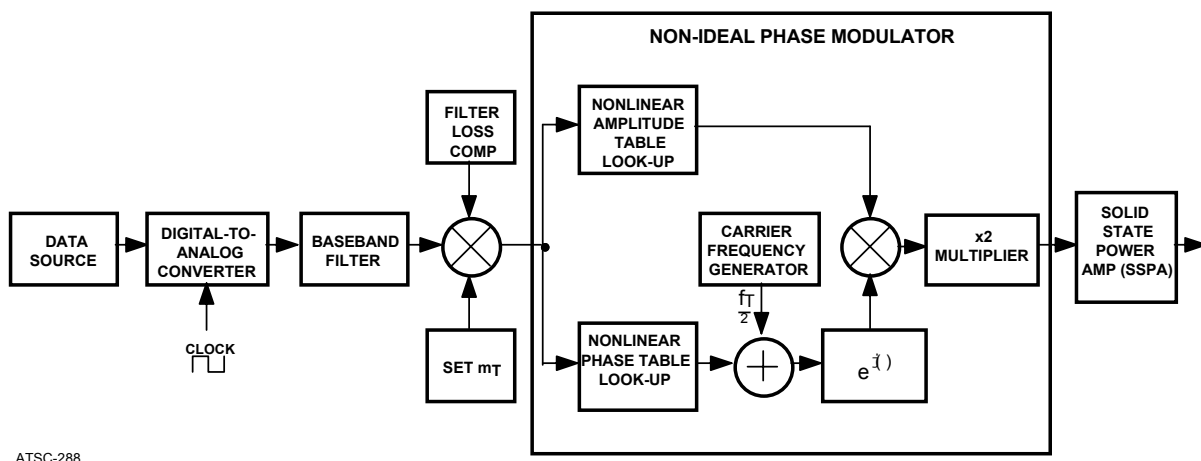 NON-IDEAL PHASE MODULATOR
FILTER
LOSS
COMP
NONLINEAR
AMPLITUDE
TABLE
LOOK-UP
DATA
SOURCE
DIGITAL-TO-
ANALOG
CONVERTER
BASEBAND
FILTER
CARRIER
FREQUENCY
GENERATOR
x2
MULTIPLIER
SOLID
STATE
POWER
AMP (SSPA)
fT
2
CLOCK
SET mT
NONLINEAR
PHASE TABLE
LOOK-UP
e ( )
ATSC-288